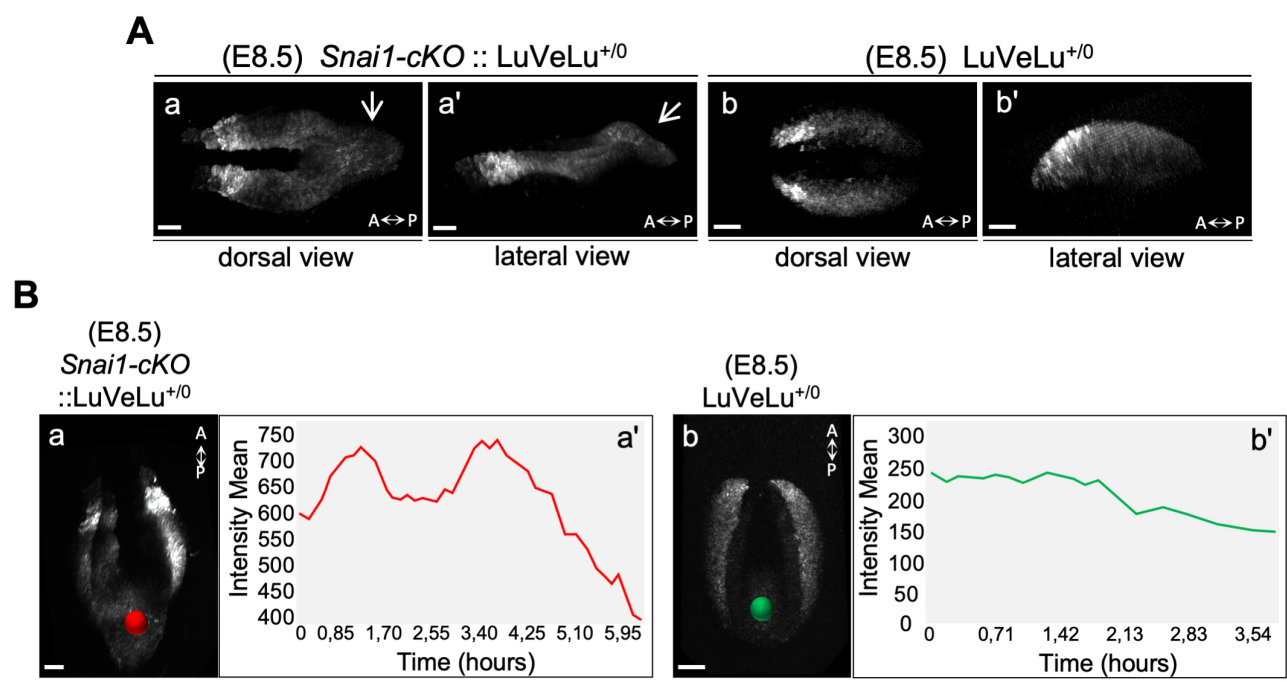 A
(E8.5) Snai1-cKO :: LuVeLu+/0
(E8.5) LuVeLu+/0
a
a'
b
b'
A↔P
A↔P
A↔P
A↔P
dorsal view
lateral view
dorsal view
lateral view
B
(E8.5)
Snai1-cKO
::LuVeLu+/0
a
A
↕
P
Intensity Mean
750
700
650
600
550
500
450
400
a'
0 0,85 1,70 2,55 3,40 4,25 5,10 5,95
Time (hours)
(E8.5)
LuVeLu+/0
b
A
↕
P
Intensity Mean
300
250
200
150
100
50
0
b'
0 0,71 1,42 2,13 2,83 3,54
Time (hours)